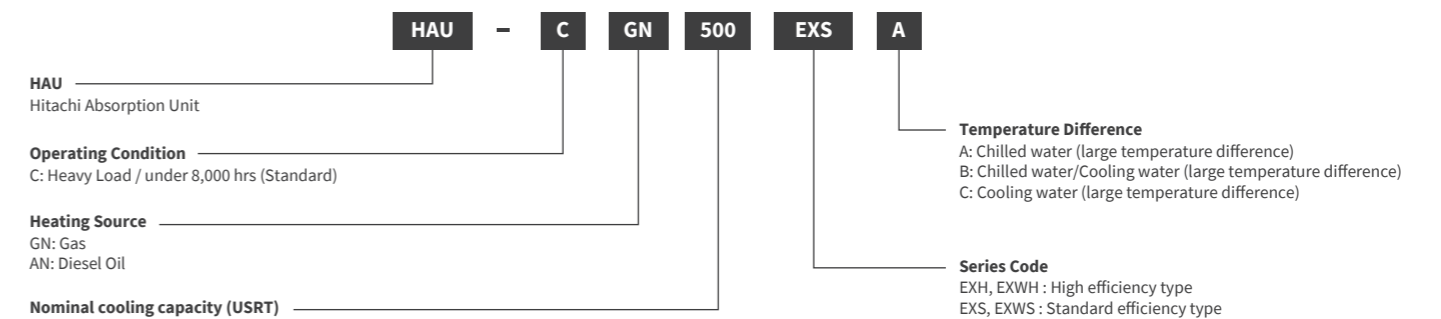 HAU – C GN 500 EXS A
HAU
Hitachi Absorption Unit
Operating Condition
C: Heavy Load / under 8,000 hrs (Standard)
Heating Source
GN: Gas
AN: Diesel Oil
Nominal cooling capacity (USRT)
Temperature Difference
A: Chilled water (large temperature difference)
B: Chilled water/Cooling water (large temperature difference)
C: Cooling water (large temperature difference)
Series Code
EXH, EXWH : High efficiency type
EXS, EXWS : Standard efficiency type